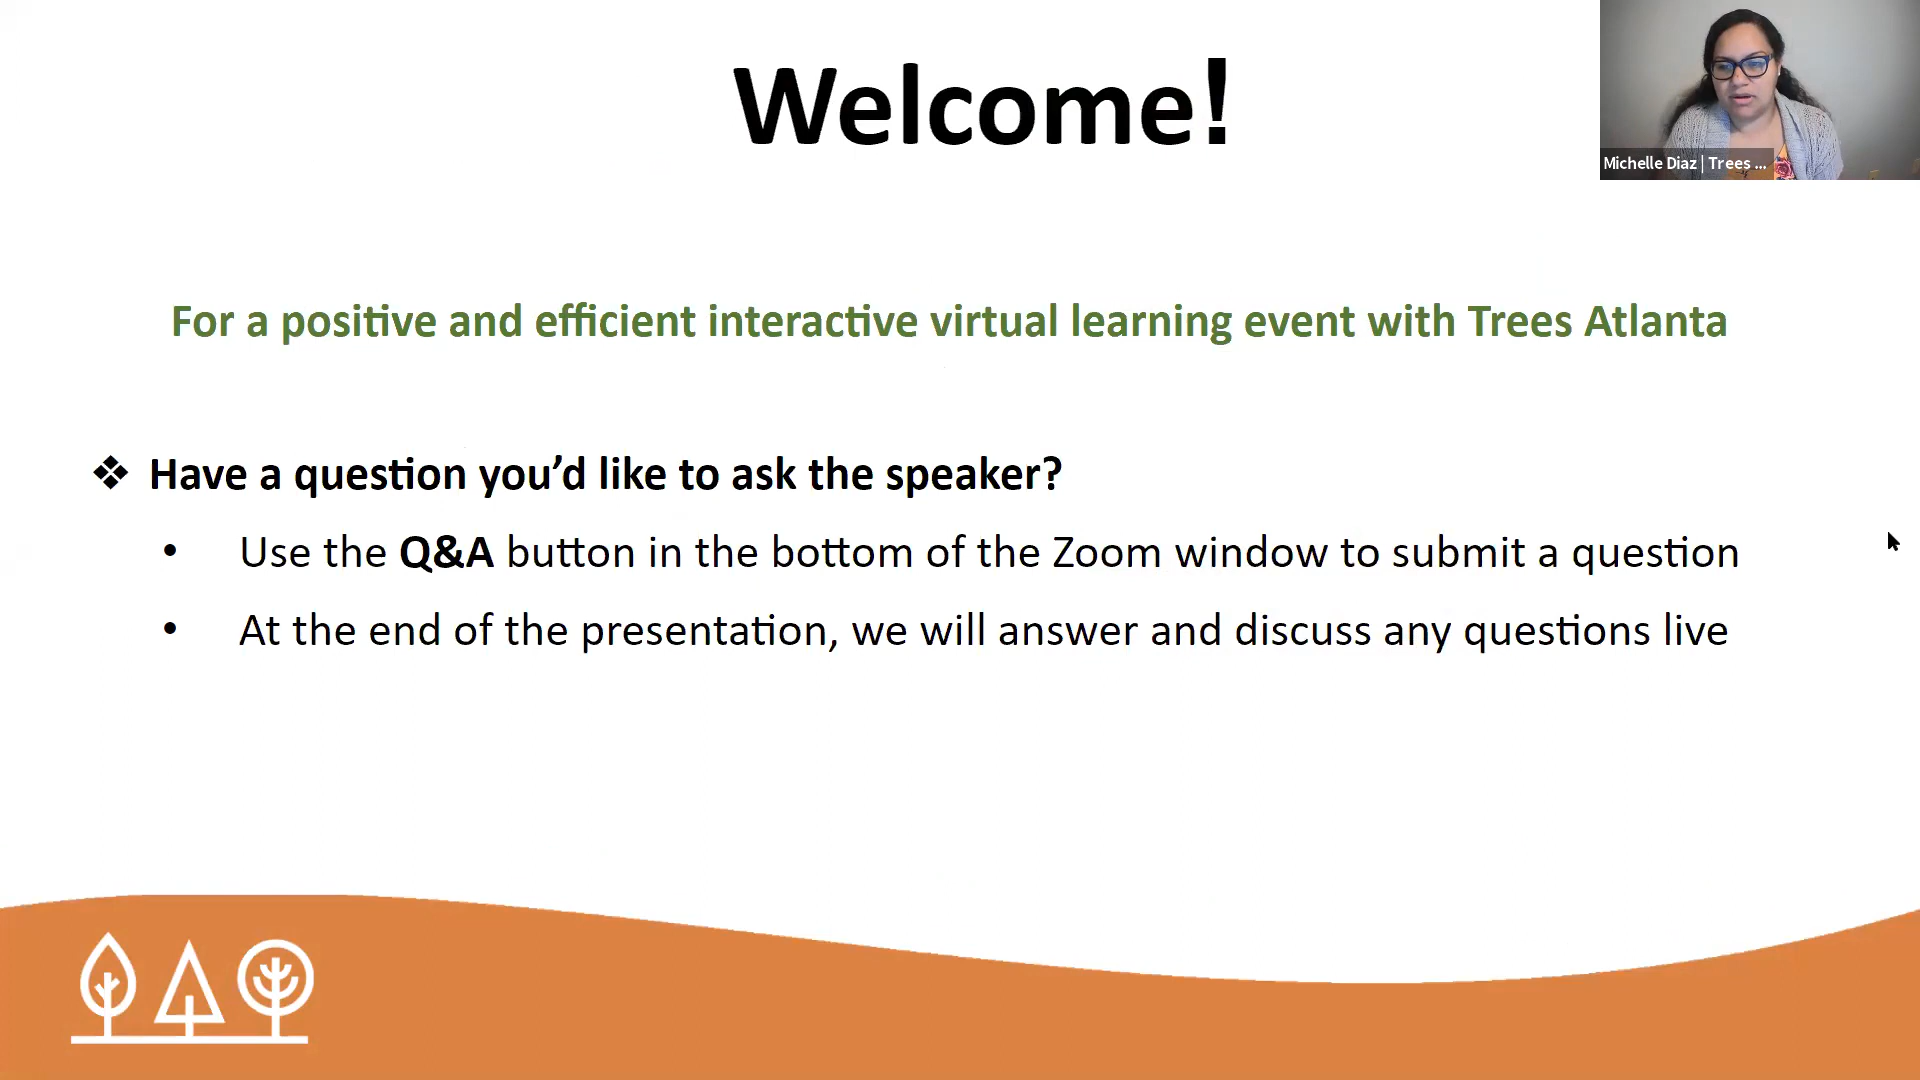 Welcome!
Michelle Diaz | Trees ...
For a positive and efficient interactive virtual learning event with Trees Atlanta
❖ Have a question you’d like to ask the speaker?
• Use the Q&A button in the bottom of the Zoom window to submit a question
• At the end of the presentation, we will answer and discuss any questions live